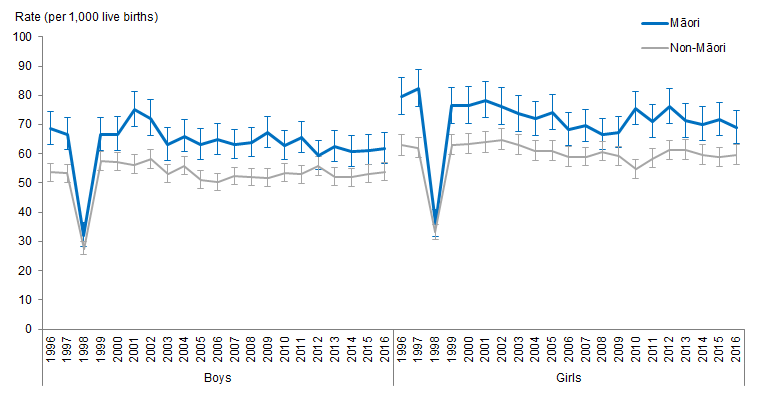 Rate (per 1,000 live births)
Māori
Non-Māori
100
90
80
70
60
50
40
30
20
10
0
1996 1997 1998 1999 2000 2001 2002 2003 2004 2005 2006 2007 2008 2009 2010 2011 2012 2013 2014 2015 2016 1996 1997 1998 1999 2000 2001 2002 2003 2004 2005 2006 2007 2008 2009 2010 2011 2012 2013 2014 2015 2016
Boys Girls